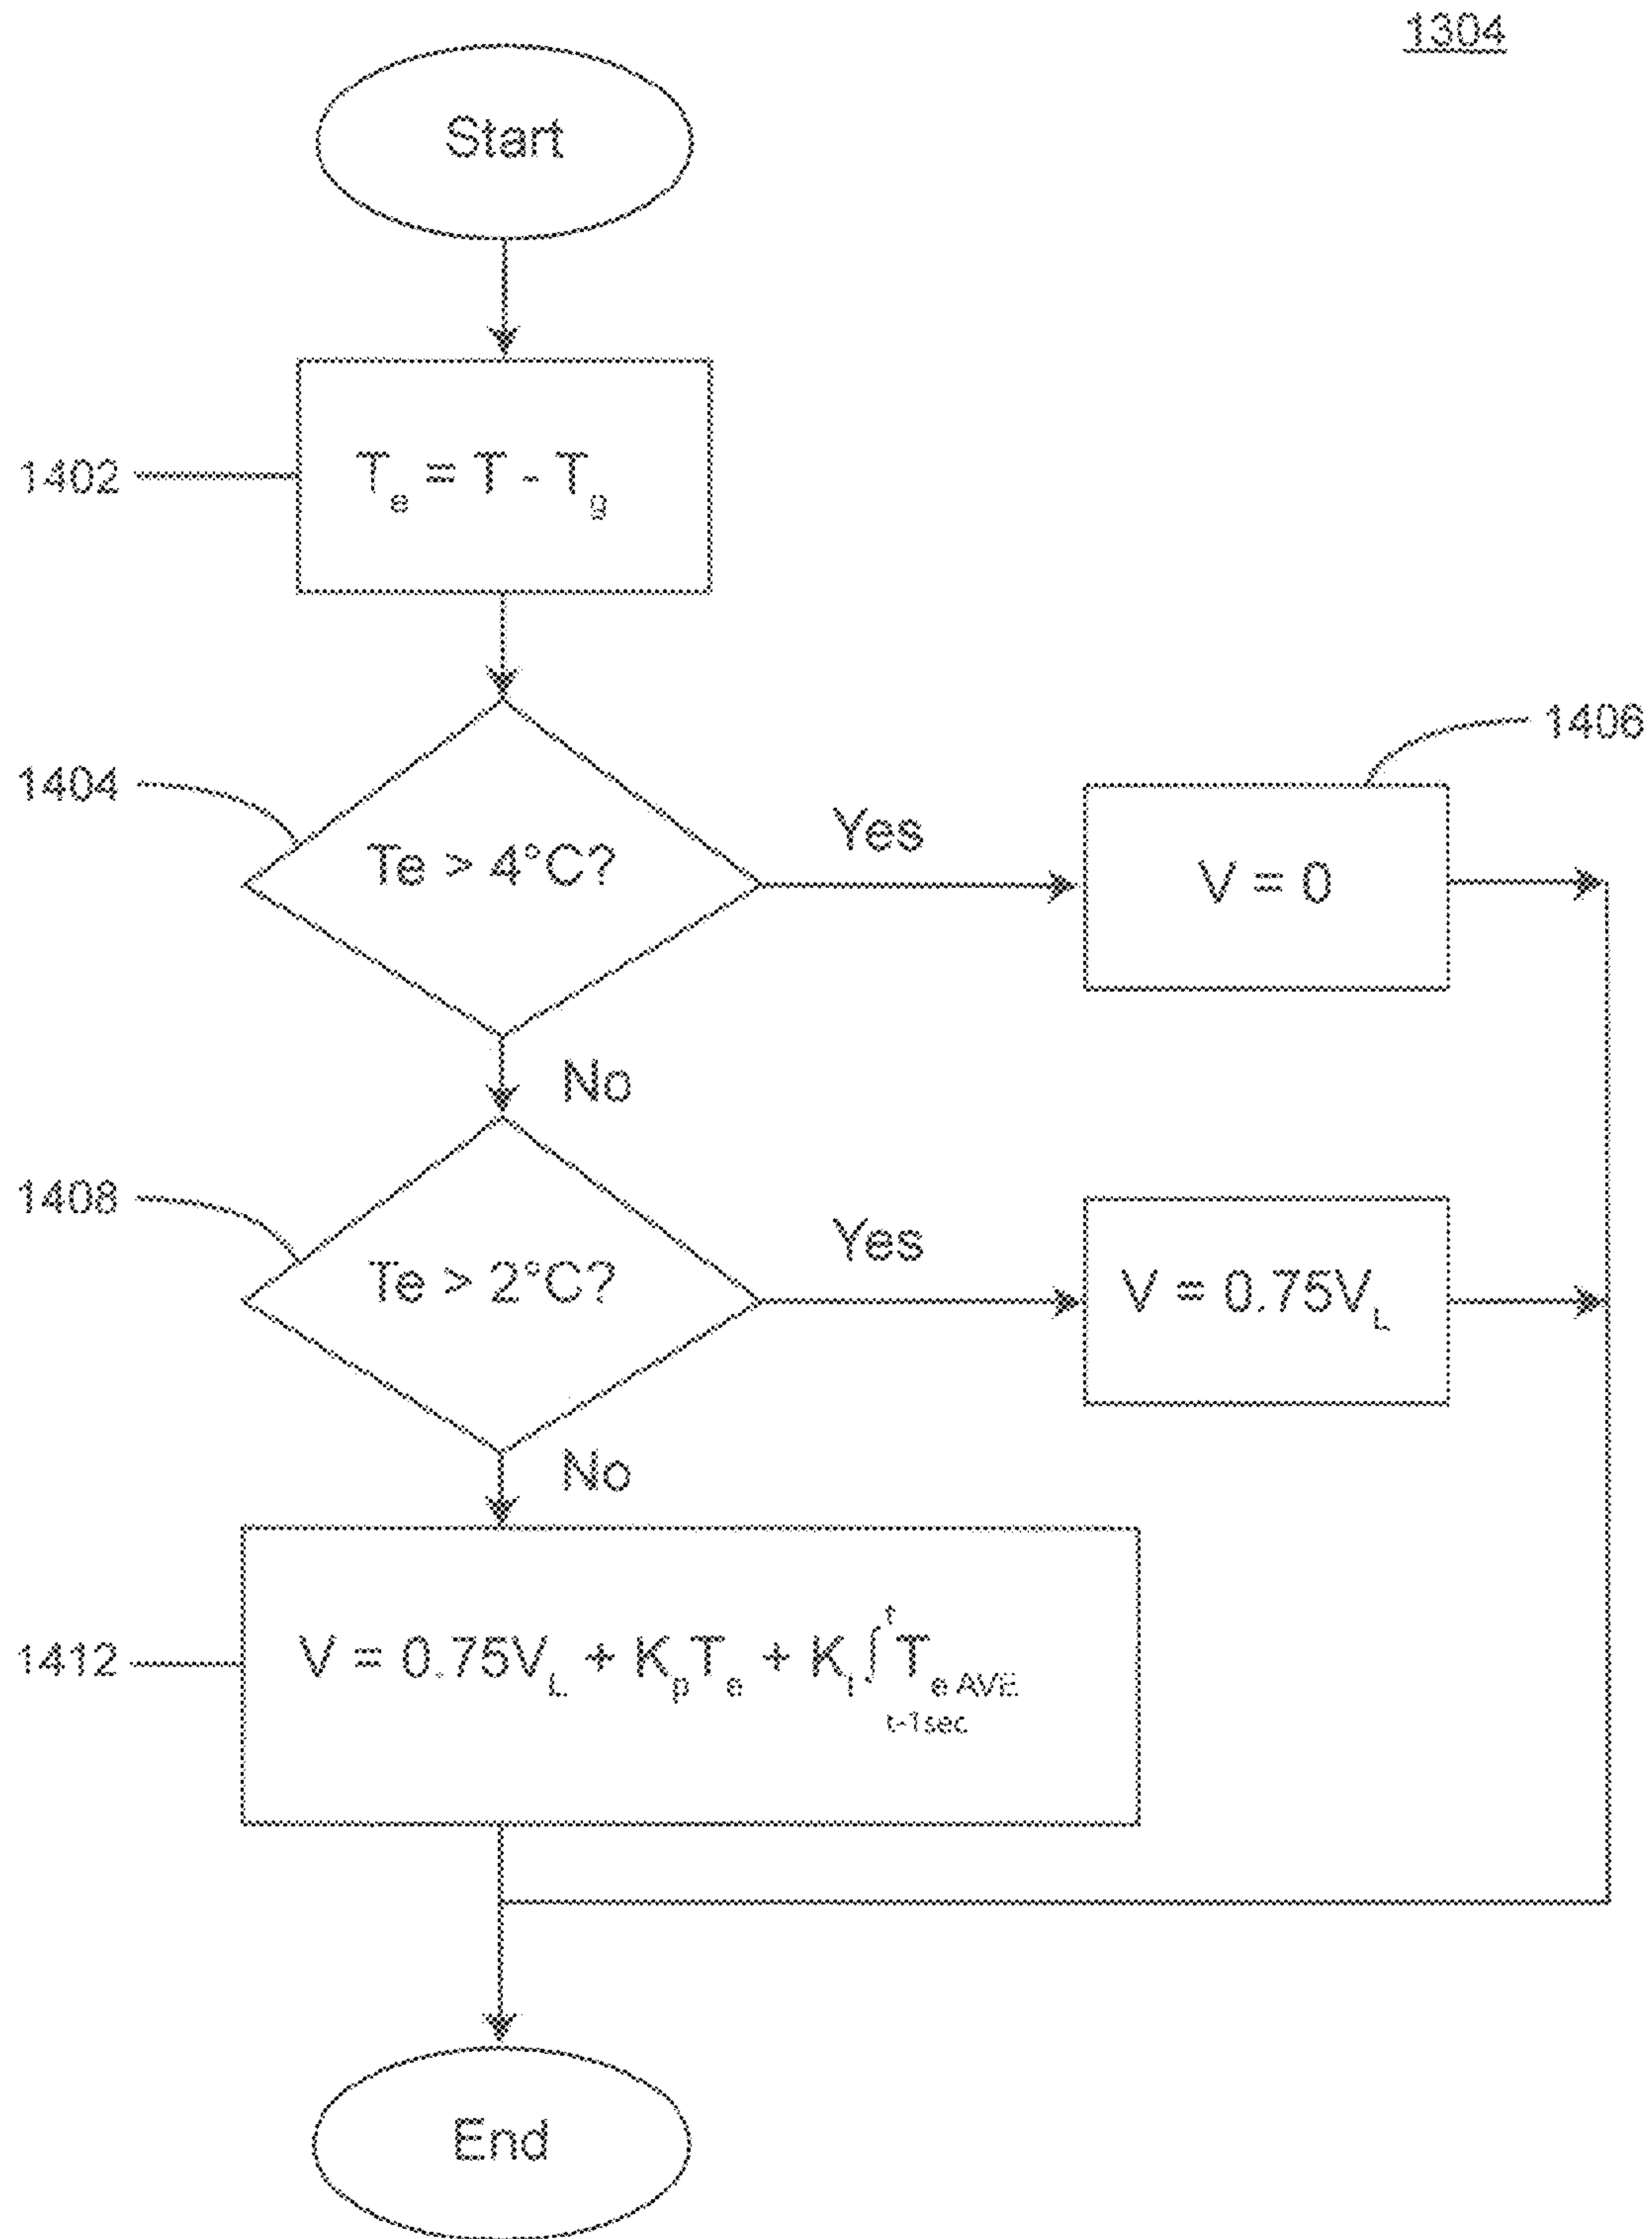 1304
Start
1402
Te = T - Tg
1404
Te > 4°C?
Yes
1406
V = 0
No
1408
Te > 2°C?
Yes
V = 0.75VL
No
1412
V = 0.75VL + KpTe + KI ∫ t t-1sec Te AVE
End